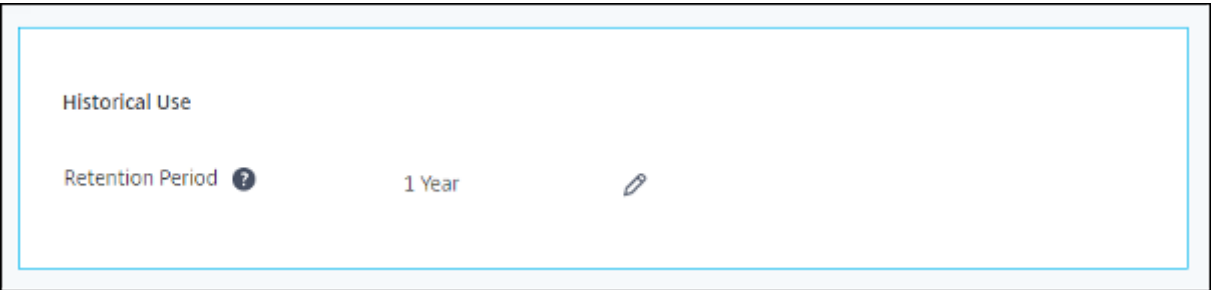 Historical Use
Retention Period ? 1 Year